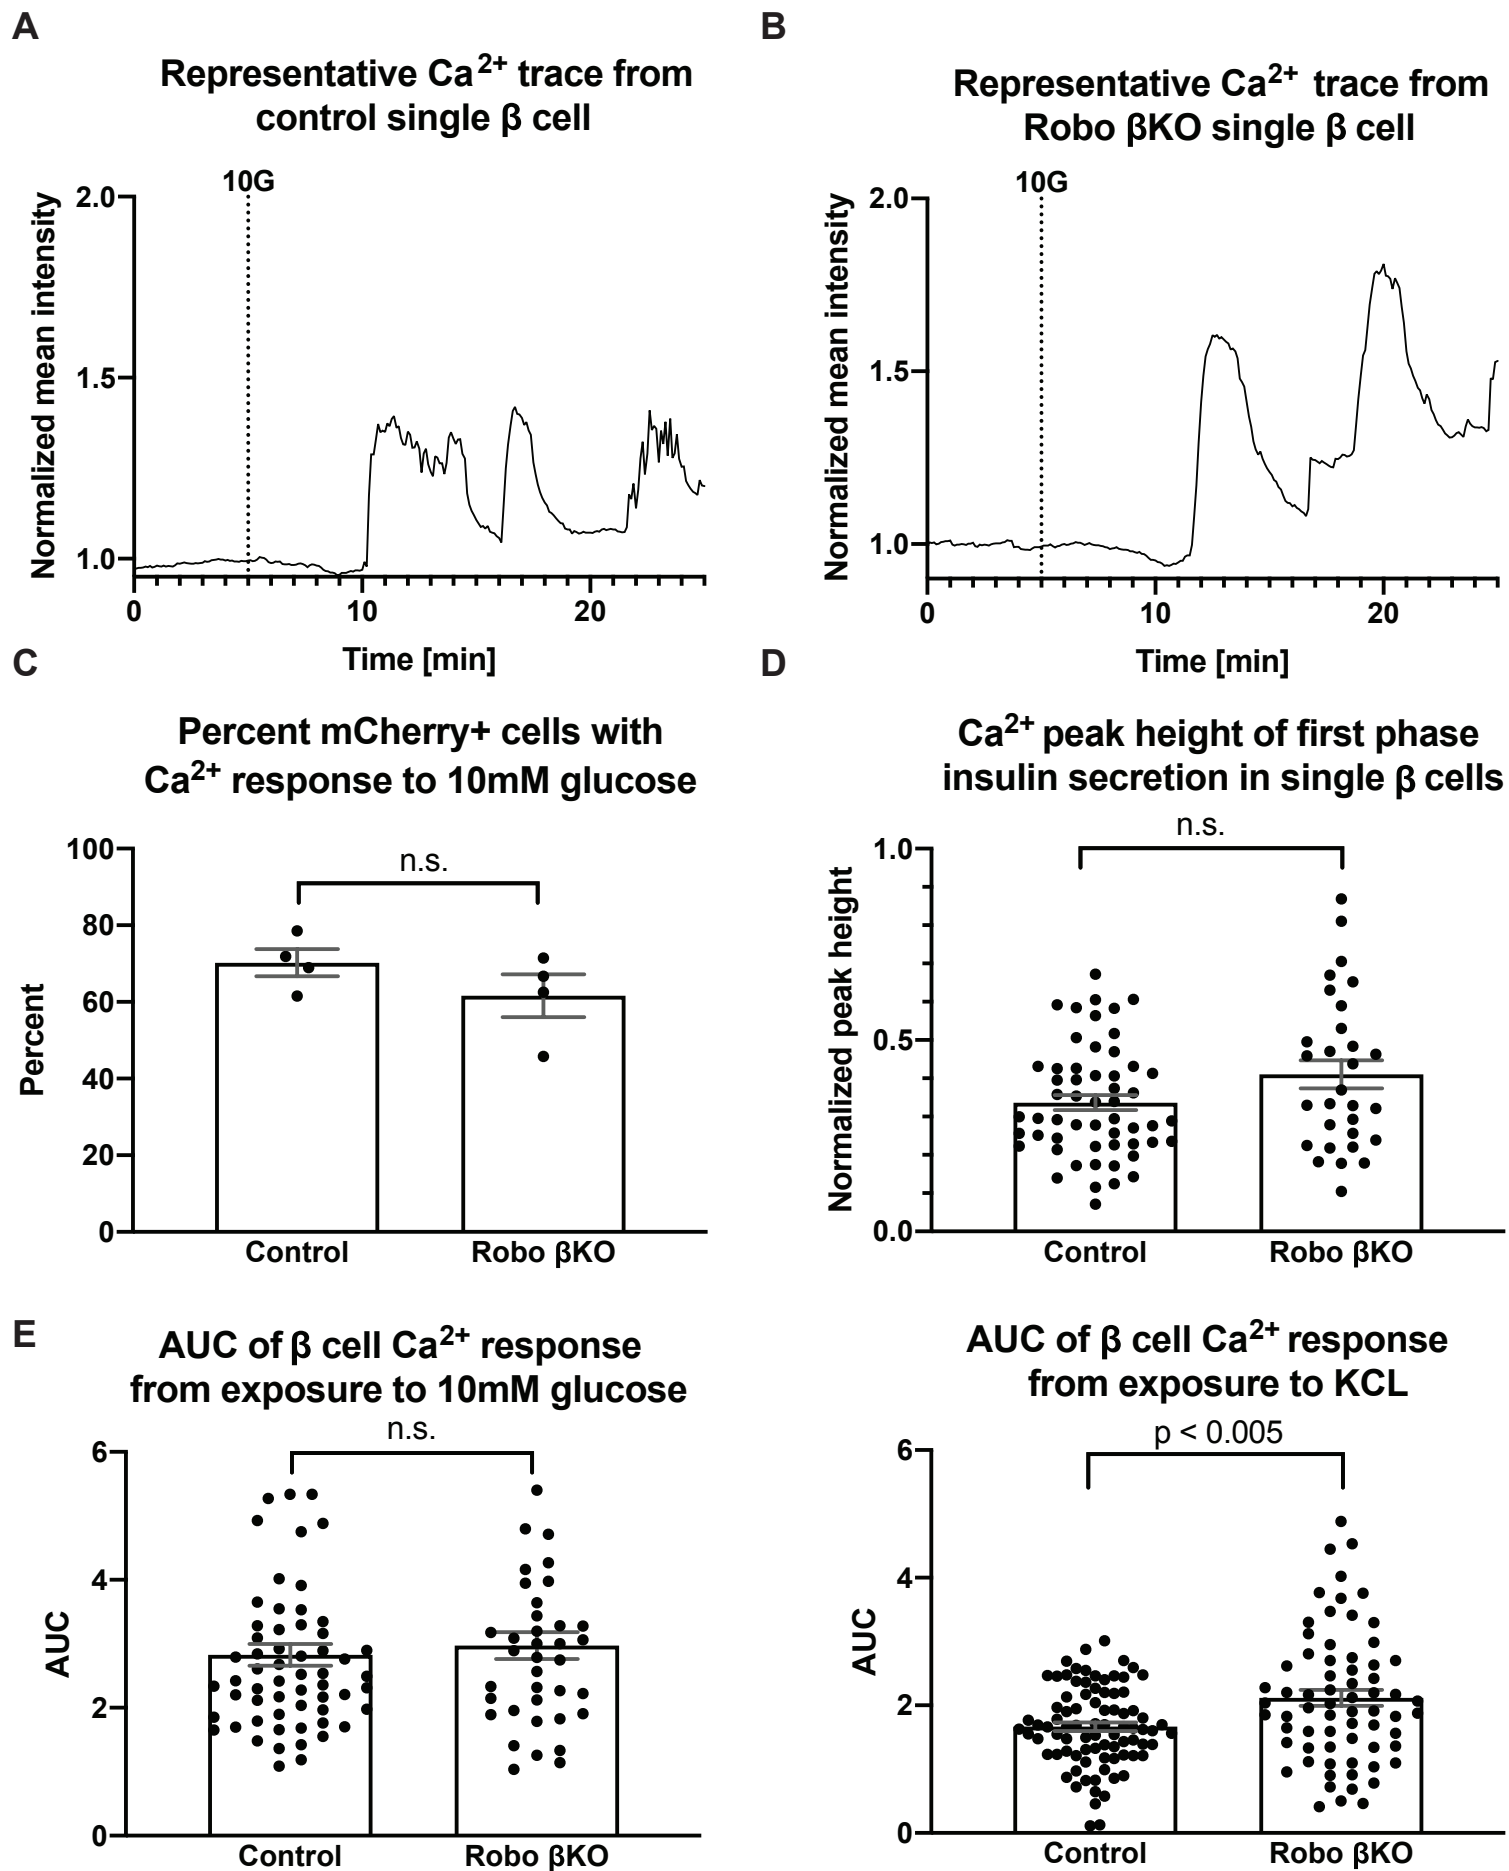 A
Representative Ca2+ trace from
control single β cell
10G
2.0
1.5
1.0
Normalized mean intensity
0
10
20
Time [min]
B
Representative Ca2+ trace from
Robo βKO single β cell
10G
2.0
1.5
1.0
Normalized mean intensity
0
10
20
Time [min]
C
Percent mCherry+ cells with
Ca2+ response to 10mM glucose
n.s.
100
80
60
40
20
0
Percent
Control
Robo βKO
D
Ca2+ peak height of first phase
insulin secretion in single β cells
n.s.
1.0
0.5
0.0
Normalized peak height
Control
Robo βKO
E
AUC of β cell Ca2+ response
from exposure to 10mM glucose
n.s.
6
4
2
0
AUC
Control
Robo βKO
AUC of β cell Ca2+ response
from exposure to KCL
p < 0.005
6
4
2
0
AUC
Control
Robo βKO